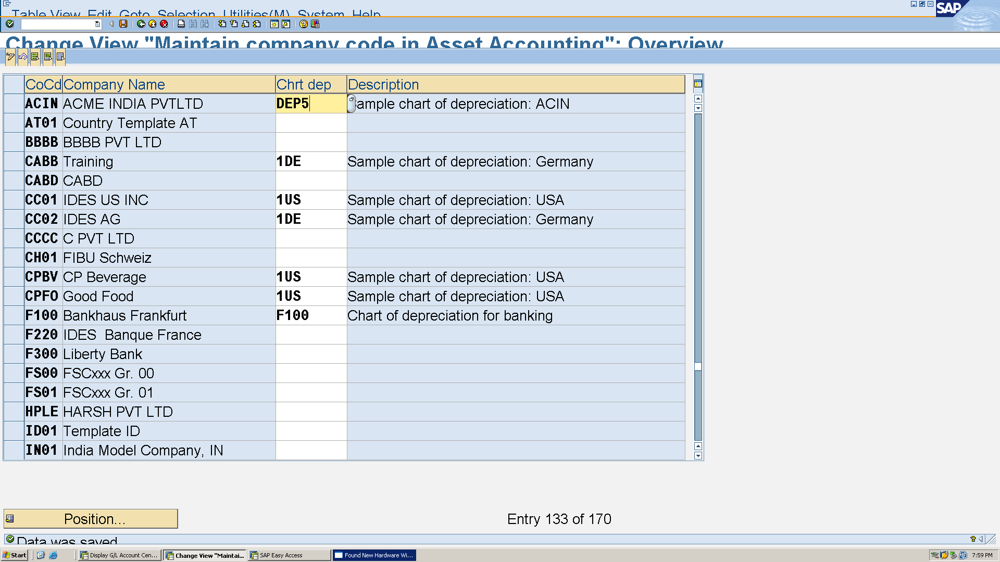 Table View Edit Goto Selection Utilities(M) System Help
SAP
Change View "Maintain company code in Asset Accounting": Overview
CoCd Company Name Chrt dep Description
ACIN ACME INDIA PVTLTD DEP5 ample chart of depreciation: ACIN
AT01 Country Template AT
BBBB BBBB PVT LTD
CABB Training 1DE Sample chart of depreciation: Germany
CABD CABD
CC01 IDES US INC 1US Sample chart of depreciation: USA
CC02 IDES AG 1DE Sample chart of depreciation: Germany
CCCC C PVT LTD
CH01 FIBU Schweiz
CPBV CP Beverage 1US Sample chart of depreciation: USA
CPFO Good Food 1US Sample chart of depreciation: USA
F100 Bankhaus Frankfurt F100 Chart of depreciation for banking
F220 IDES Banque France
F300 Liberty Bank
FS00 FSCxxx Gr. 00
FS01 FSCxxx Gr. 01
HPLE HARSH PVT LTD
ID01 Template ID
IN01 India Model Company, IN
Position... Entry 133 of 170
Data was saved
Start Display G/L Account Cen... Change View "Maintai... SAP Easy Access Found New Hardware Wi... 7:59 PM